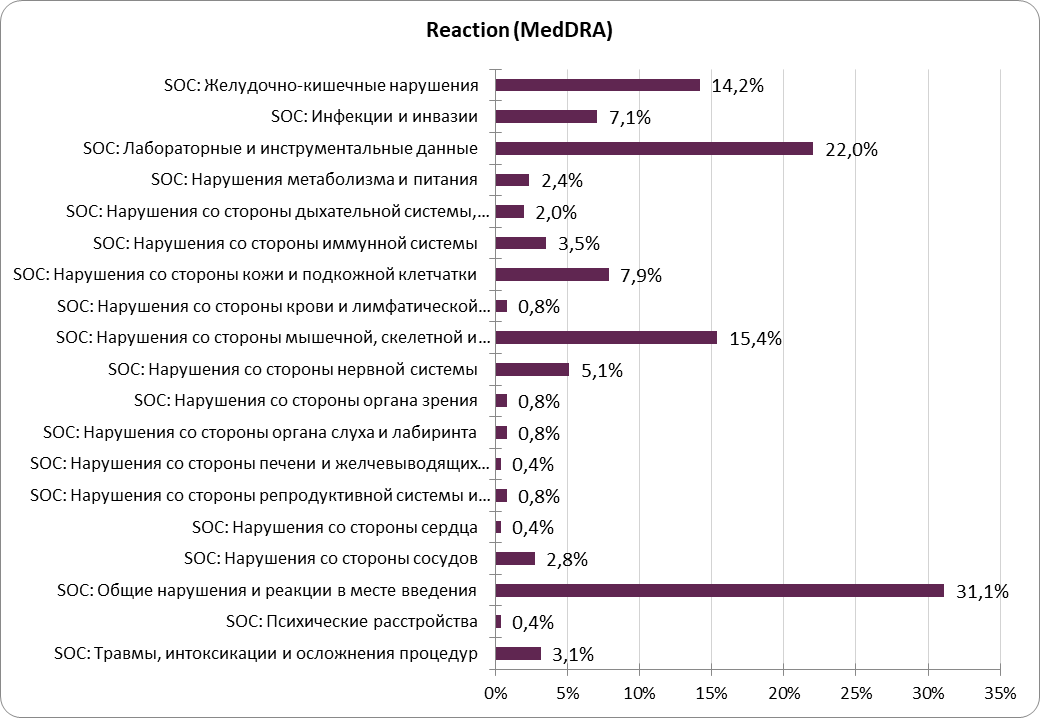 Reaction (MedDRA)
SOC: Желудочно-кишечные нарушения 14,2%
SOC: Инфекции и инвазии 7,1%
SOC: Лабораторные и инструментальные данные 22,0%
SOC: Нарушения метаболизма и питания 2,4%
SOC: Нарушения со стороны дыхательной системы,... 2,0%
SOC: Нарушения со стороны иммунной системы 3,5%
SOC: Нарушения со стороны кожи и подкожной клетчатки 7,9%
SOC: Нарушения со стороны крови и лимфатической... 0,8%
SOC: Нарушения со стороны мышечной, скелетной и... 15,4%
SOC: Нарушения со стороны нервной системы 5,1%
SOC: Нарушения со стороны органа зрения 0,8%
SOC: Нарушения со стороны органа слуха и лабиринта 0,8%
SOC: Нарушения со стороны печени и желчевыводящих... 0,4%
SOC: Нарушения со стороны репродуктивной системы и... 0,8%
SOC: Нарушения со стороны сердца 0,4%
SOC: Нарушения со стороны сосудов 2,8%
SOC: Общие нарушения и реакции в месте введения 31,1%
SOC: Психические расстройства 0,4%
SOC: Травмы, интоксикации и осложнения процедур 3,1%
0% 5% 10% 15% 20% 25% 30% 35%